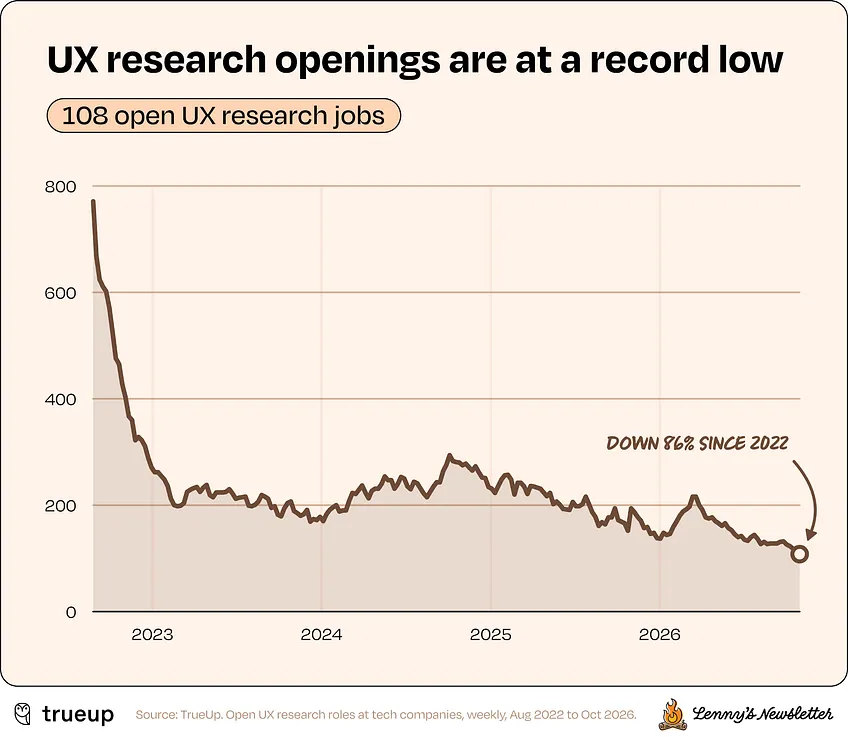 UX research openings are at a record low
108 open UX research jobs
800
600
400
200
0
DOWN 86% SINCE 2022
2023 2024 2025 2026
trueup
Source: TrueUp. Open UX research roles at tech companies, weekly, Aug 2022 to Oct 2026.
Lenny's Newsletter